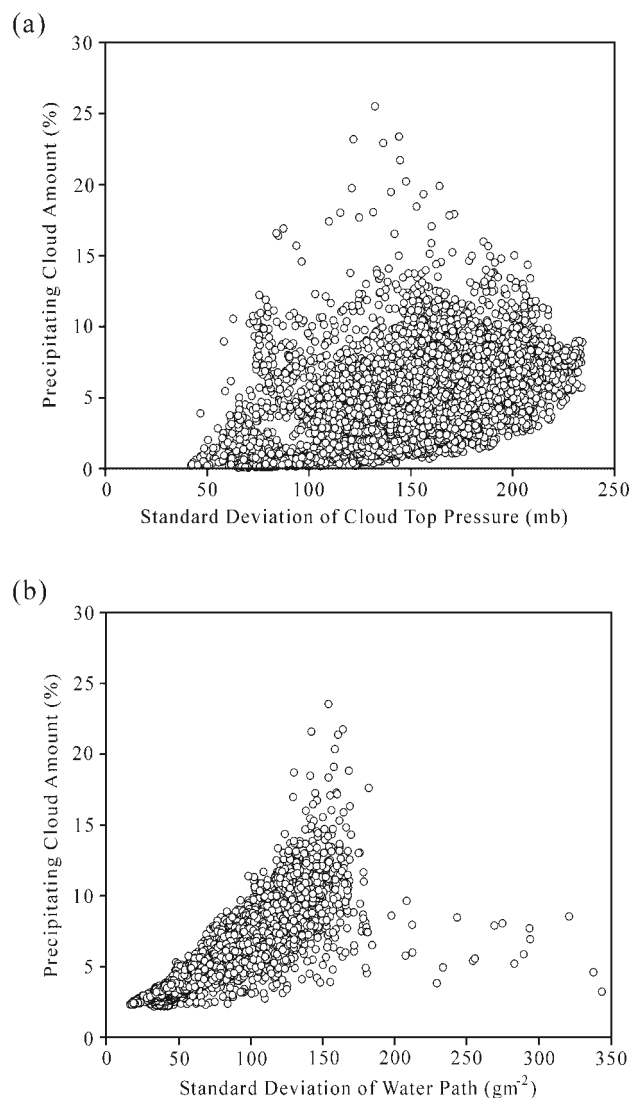 (a)
30
25
20
15
10
5
0
Precipitating Cloud Amount (%)
0 50 100 150 200 250
Standard Deviation of Cloud Top Pressure (mb)
(b)
30
25
20
15
10
5
0
Precipitating Cloud Amount (%)
0 50 100 150 200 250 300 350
Standard Deviation of Water Path (gm⁻²)